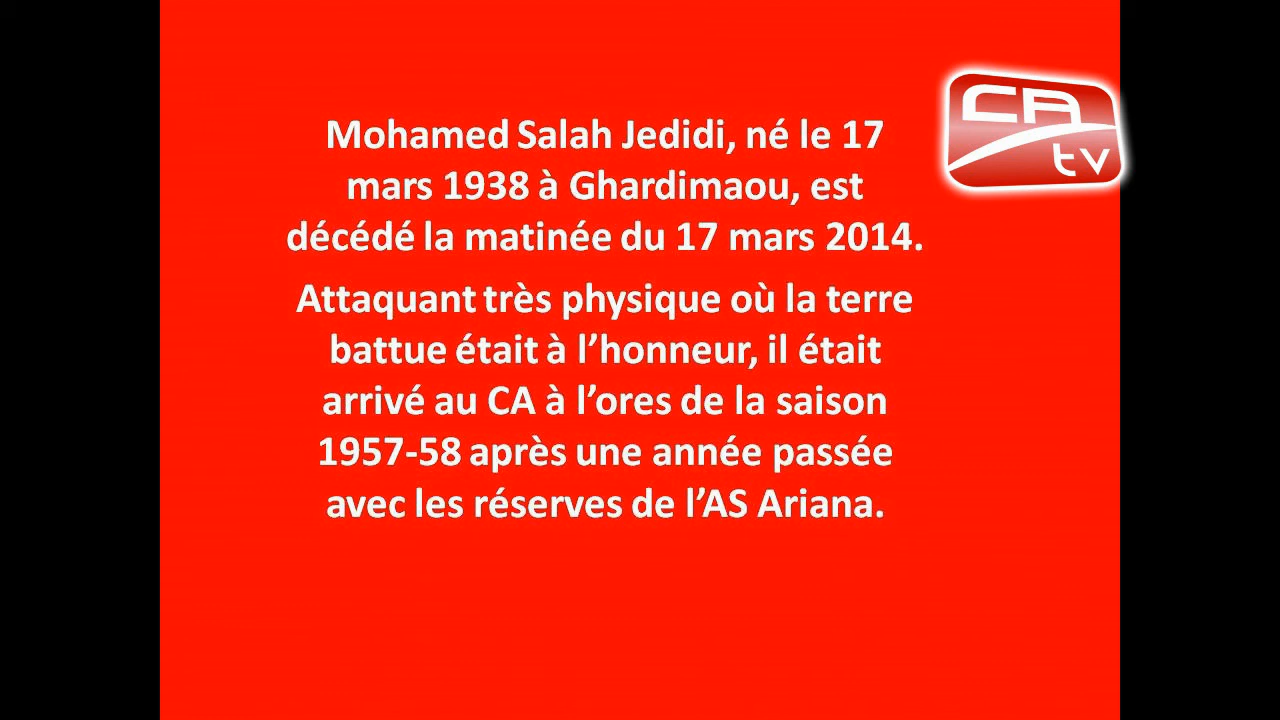 Mohamed Salah Jedidi, né le 17
mars 1938 à Ghardimaou, est
décédé la matinée du 17 mars 2014.
Attaquant très physique où la terre
battue était à l’honneur, il était
arrivé au CA à l’ores de la saison
1957-58 après une année passée
avec les réserves de l’AS Ariana.
CA
tv